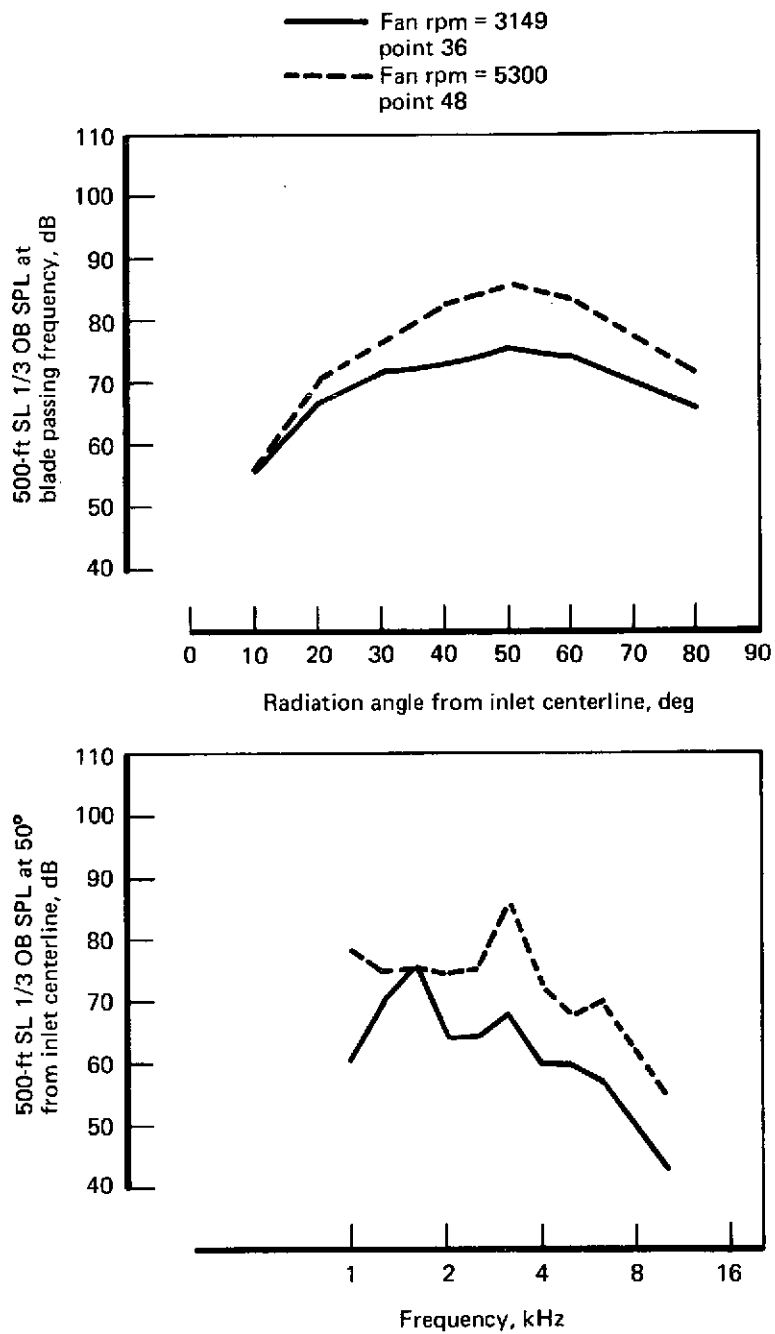 Fan rpm = 3149
point 36
Fan rpm = 5300
point 48
500-ft SL 1/3 OB SPL at
blade passing frequency, dB
110
100
90
80
70
60
50
40
0 10 20 30 40 50 60 70 80 90
Radiation angle from inlet centerline, deg
500-ft SL 1/3 OB SPL at 50°
from inlet centerline, dB
110
100
90
80
70
60
50
40
1 2 4 8 16
Frequency, kHz